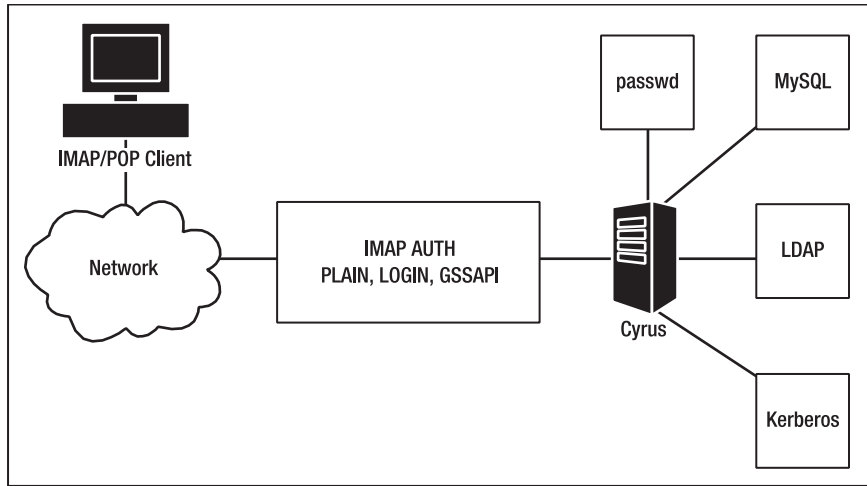 passwd
MySQL
IMAP/POP Client
Network
IMAP AUTH
PLAIN, LOGIN, GSSAPI
LDAP
Cyrus
Kerberos